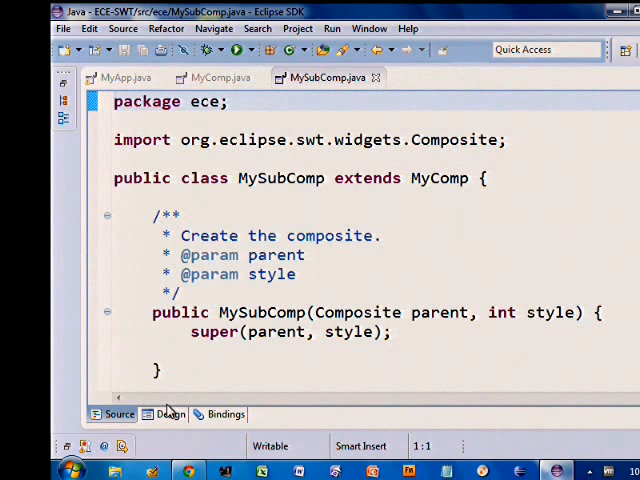 Java - ECE-SWT/src/ece/MySubComp.java - Eclipse SDK
File Edit Source Refactor Navigate Search Project Run Window Help
Quick Access
MyApp.java MyComp.java MySubComp.java
package ece;
import org.eclipse.swt.widgets.Composite;
public class MySubComp extends MyComp {
/**
* Create the composite.
* @param parent
* @param style
*/
public MySubComp(Composite parent, int style) {
super(parent, style);
}
Source Design Bindings
Writable Smart Insert 1:1
10